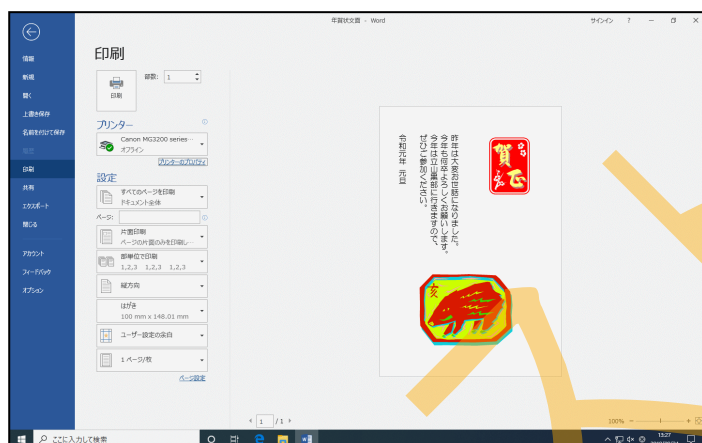 年賀状文面 - Word
サインイン ?
情報
新規
開く
上書き保存
名前を付けて保存
印刷
共有
エクスポート
閉じる
アカウント
フィードバック
オプション
印刷
部数: 1
印刷
プリンター
Canon MG3200 series…
オフライン
プリンターのプロパティ
設定
すべてのページを印刷
ドキュメント全体
ページ:
片面印刷
ページの片面のみを印刷し…
部単位で印刷
1,2,3 1,2,3 1,2,3
縦方向
はがき
100 mm x 148.01 mm
ユーザー設定の余白
1 ページ/枚
ページ設定
賀正
昨年は大変お世話になりました。
今年も何卒よろしくお願いします。
今年は立山黒部に行きますので、
ぜひご参加ください。
令和元年 元旦
亥
1 / 1
100%
ここに入力して検索
13:27